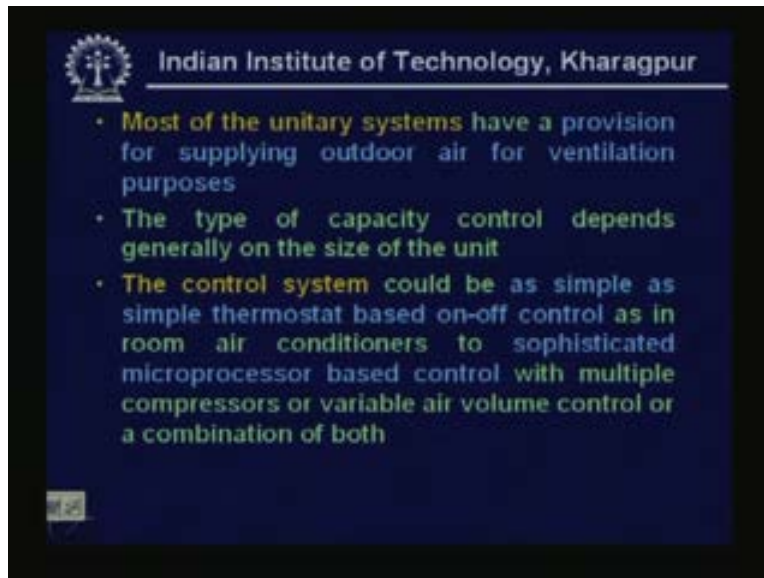 Indian Institute of Technology, Kharagpur
• Most of the unitary systems have a provision
for supplying outdoor air for ventilation
purposes
• The type of capacity control depends
generally on the size of the unit
• The control system could be as simple as
simple thermostat based on-off control as in
room air conditioners to sophisticated
microprocessor based control with multiple
compressors or variable air volume control or
a combination of both